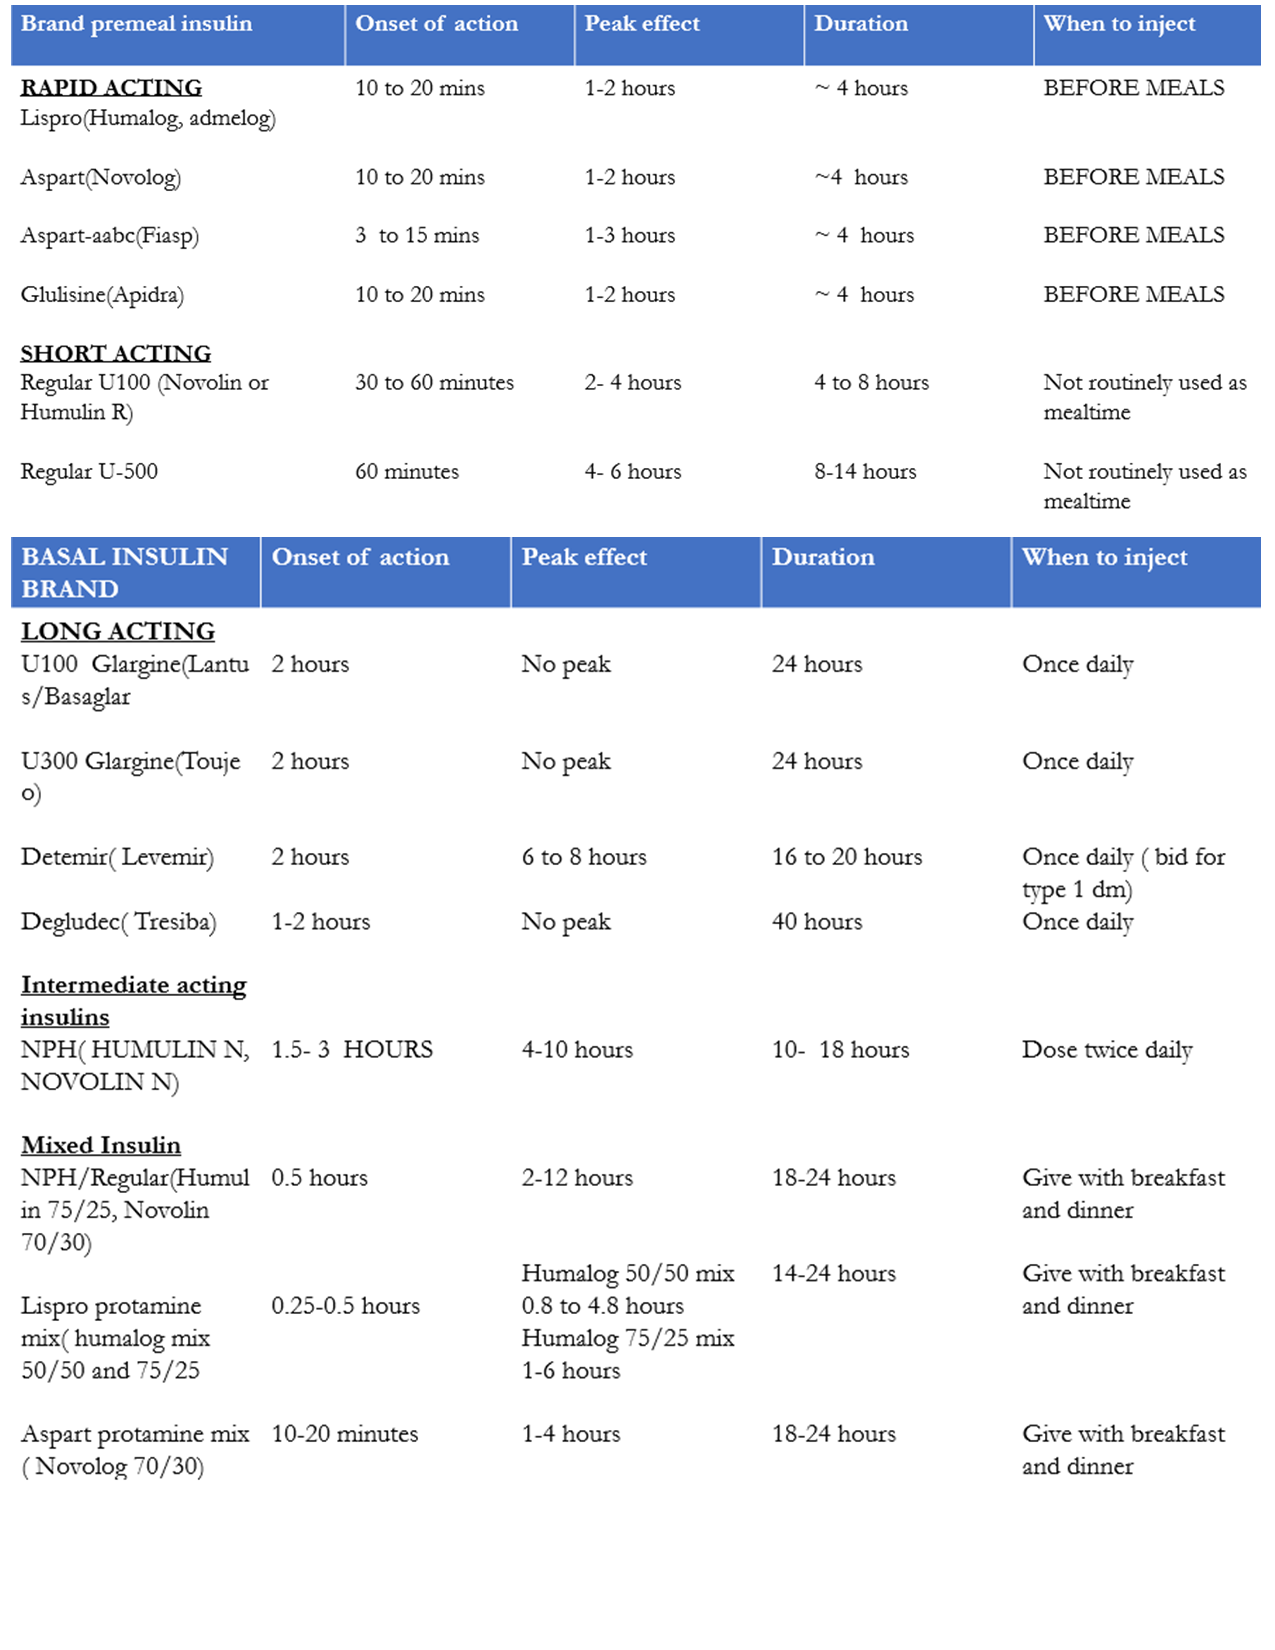 Brand premeal insulin Onset of action Peak effect Duration When to inject
RAPID ACTING 10 to 20 mins 1-2 hours ~ 4 hours BEFORE MEALS
Lispro(Humalog, admelog)
Aspart(Novolog) 10 to 20 mins 1-2 hours ~4 hours BEFORE MEALS
Aspart-aabc(Fiasp) 3 to 15 mins 1-3 hours ~ 4 hours BEFORE MEALS
Glulisine(Apidra) 10 to 20 mins 1-2 hours ~ 4 hours BEFORE MEALS
SHORT ACTING
Regular U100 (Novolin or 30 to 60 minutes 2- 4 hours 4 to 8 hours Not routinely used as
Humulin R) mealtime
Regular U-500 60 minutes 4- 6 hours 8-14 hours Not routinely used as
mealtime
BASAL INSULIN Onset of action Peak effect Duration When to inject
BRAND
LONG ACTING
U100 Glargine(Lantu 2 hours No peak 24 hours Once daily
s/Basaglar
U300 Glargine(Touje 2 hours No peak 24 hours Once daily
o)
Detemir( Levemir) 2 hours 6 to 8 hours 16 to 20 hours Once daily ( bid for
type 1 dm)
Degludec( Tresiba) 1-2 hours No peak 40 hours Once daily
Intermediate acting
insulins
NPH( HUMULIN N, 1.5- 3 HOURS 4-10 hours 10- 18 hours Dose twice daily
NOVOLIN N)
Mixed Insulin
NPH/Regular(Humul 0.5 hours 2-12 hours 18-24 hours Give with breakfast
in 75/25, Novolin and dinner
70/30)
Humalog 50/50 mix 14-24 hours Give with breakfast
Lispro protamine 0.25-0.5 hours 0.8 to 4.8 hours and dinner
mix( humalog mix Humalog 75/25 mix
50/50 and 75/25 1-6 hours
Aspart protamine mix 10-20 minutes 1-4 hours 18-24 hours Give with breakfast
( Novolog 70/30) and dinner